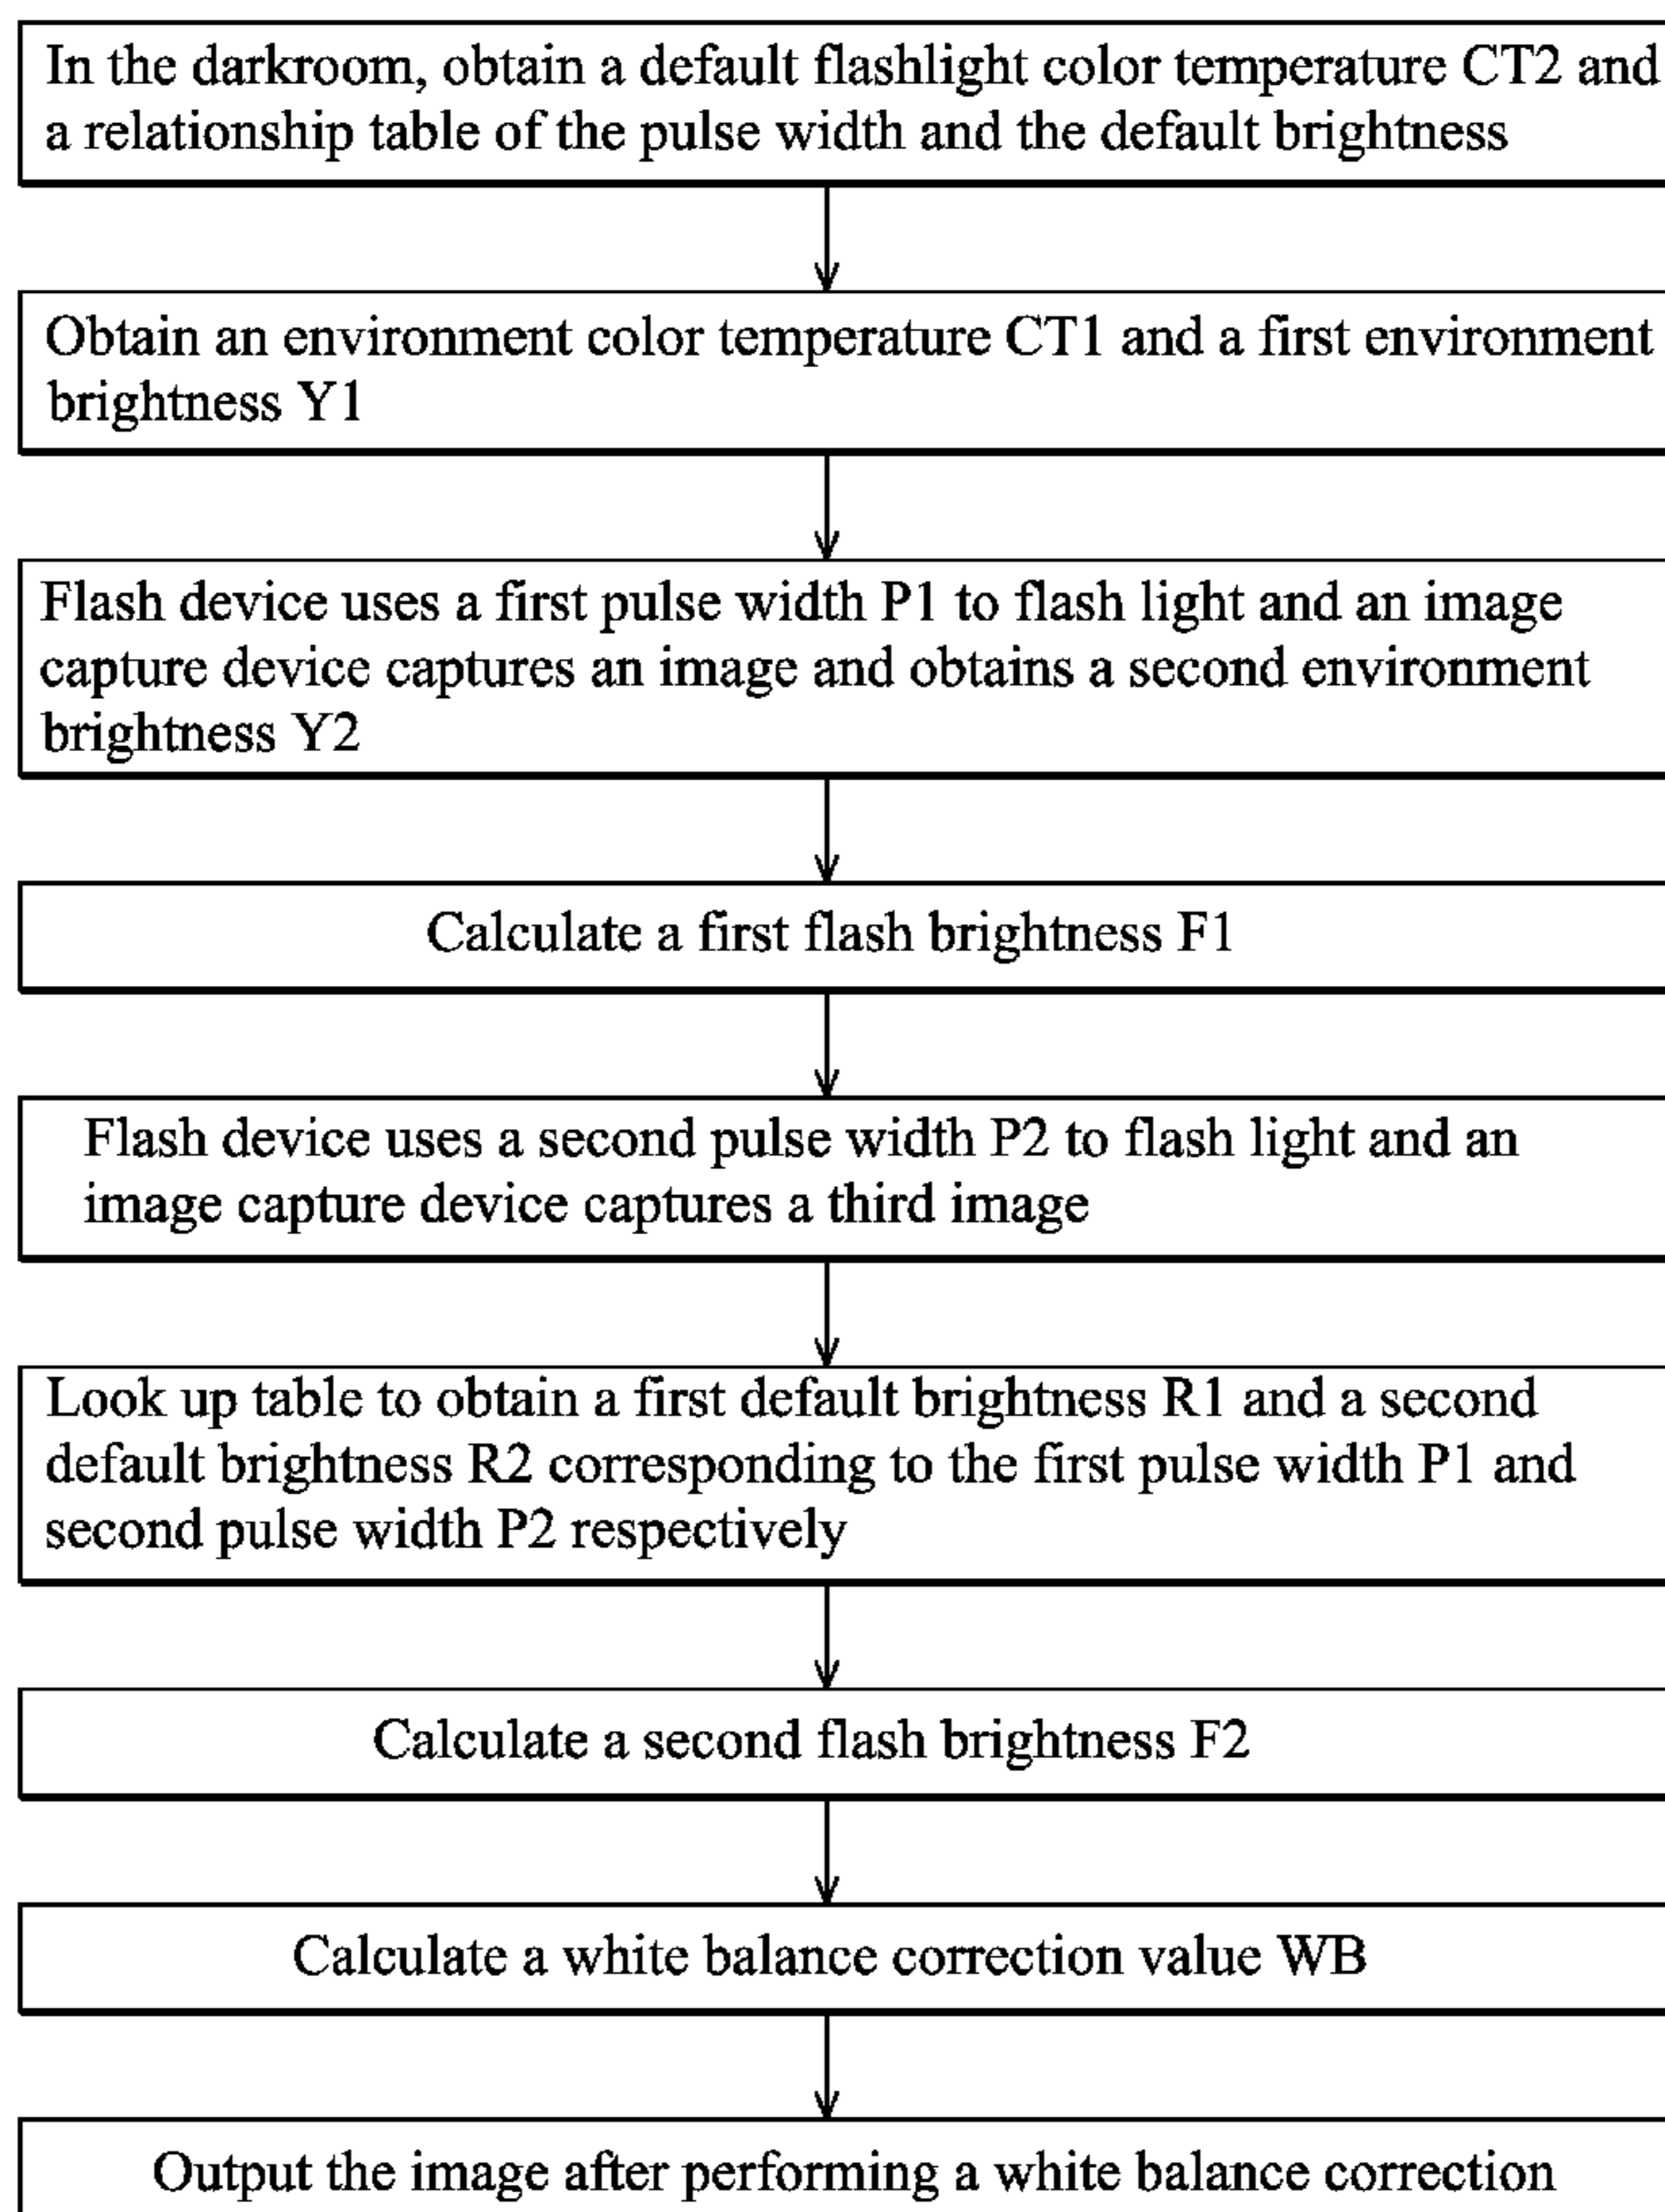 In the darkroom, obtain a default flashlight color temperature CT2 and
a relationship table of the pulse width and the default brightness
Obtain an environment color temperature CT1 and a first environment
brightness Y1
Flash device uses a first pulse width P1 to flash light and an image
capture device captures an image and obtains a second environment
brightness Y2
Calculate a first flash brightness F1
Flash device uses a second pulse width P2 to flash light and an
image capture device captures a third image
Look up table to obtain a first default brightness R1 and a second
default brightness R2 corresponding to the first pulse width P1 and
second pulse width P2 respectively
Calculate a second flash brightness F2
Calculate a white balance correction value WB
Output the image after performing a white balance correction